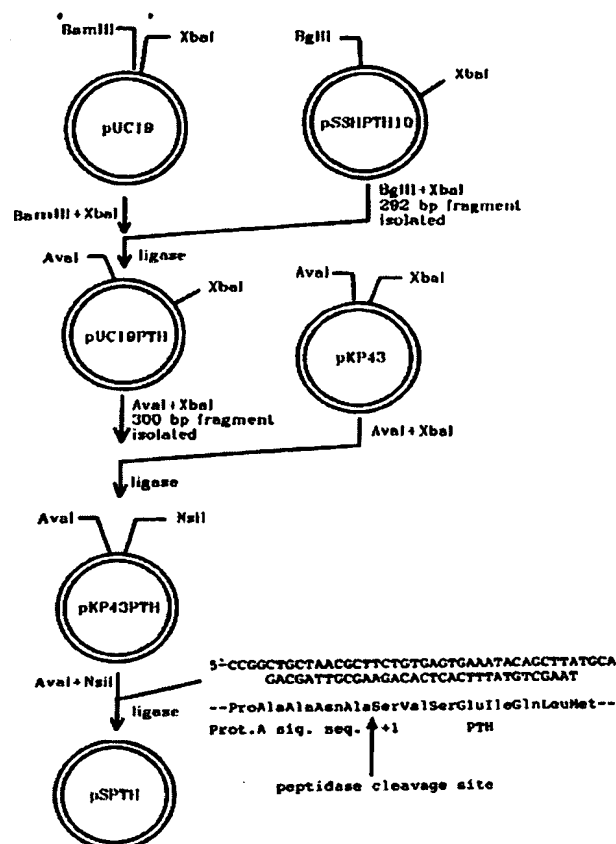 BamHI
XbaI
pUC19
BglII
XbaI
pSSHPTH10
BamHI+XbaI
BglII+XbaI
292 bp fragment
isolated
ligase
AvaI
XbaI
pUC19PTH
AvaI
XbaI
pKP43
AvaI+XbaI
300 bp fragment
isolated
AvaI+XbaI
ligase
AvaI
NsiI
pKP43PTH
AvaI+NsiI
ligase
5'-CCGGCTGCTAACGCTTCTGTGAGTGAAATACAGCTTATGCA
GACGATTGCGAAGACACTCACTTTATGTCGAAT
--ProAlaAlaAsnAlaSerValSerGluIleGlnLeuMet--
Prot.A sig. seq. +1 PTH
peptidase cleavage site
pSPTH